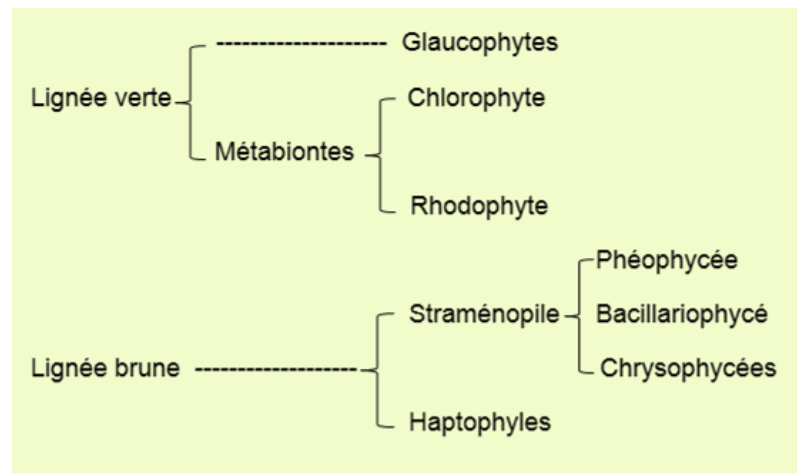 Glaucophytes
Lignée verte
Chlorophyte
Métabiontes
Rhodophyte
Phéophycée
Straménopile
Bacillariophycé
Lignée brune
Chrysophycées
Haptophyles